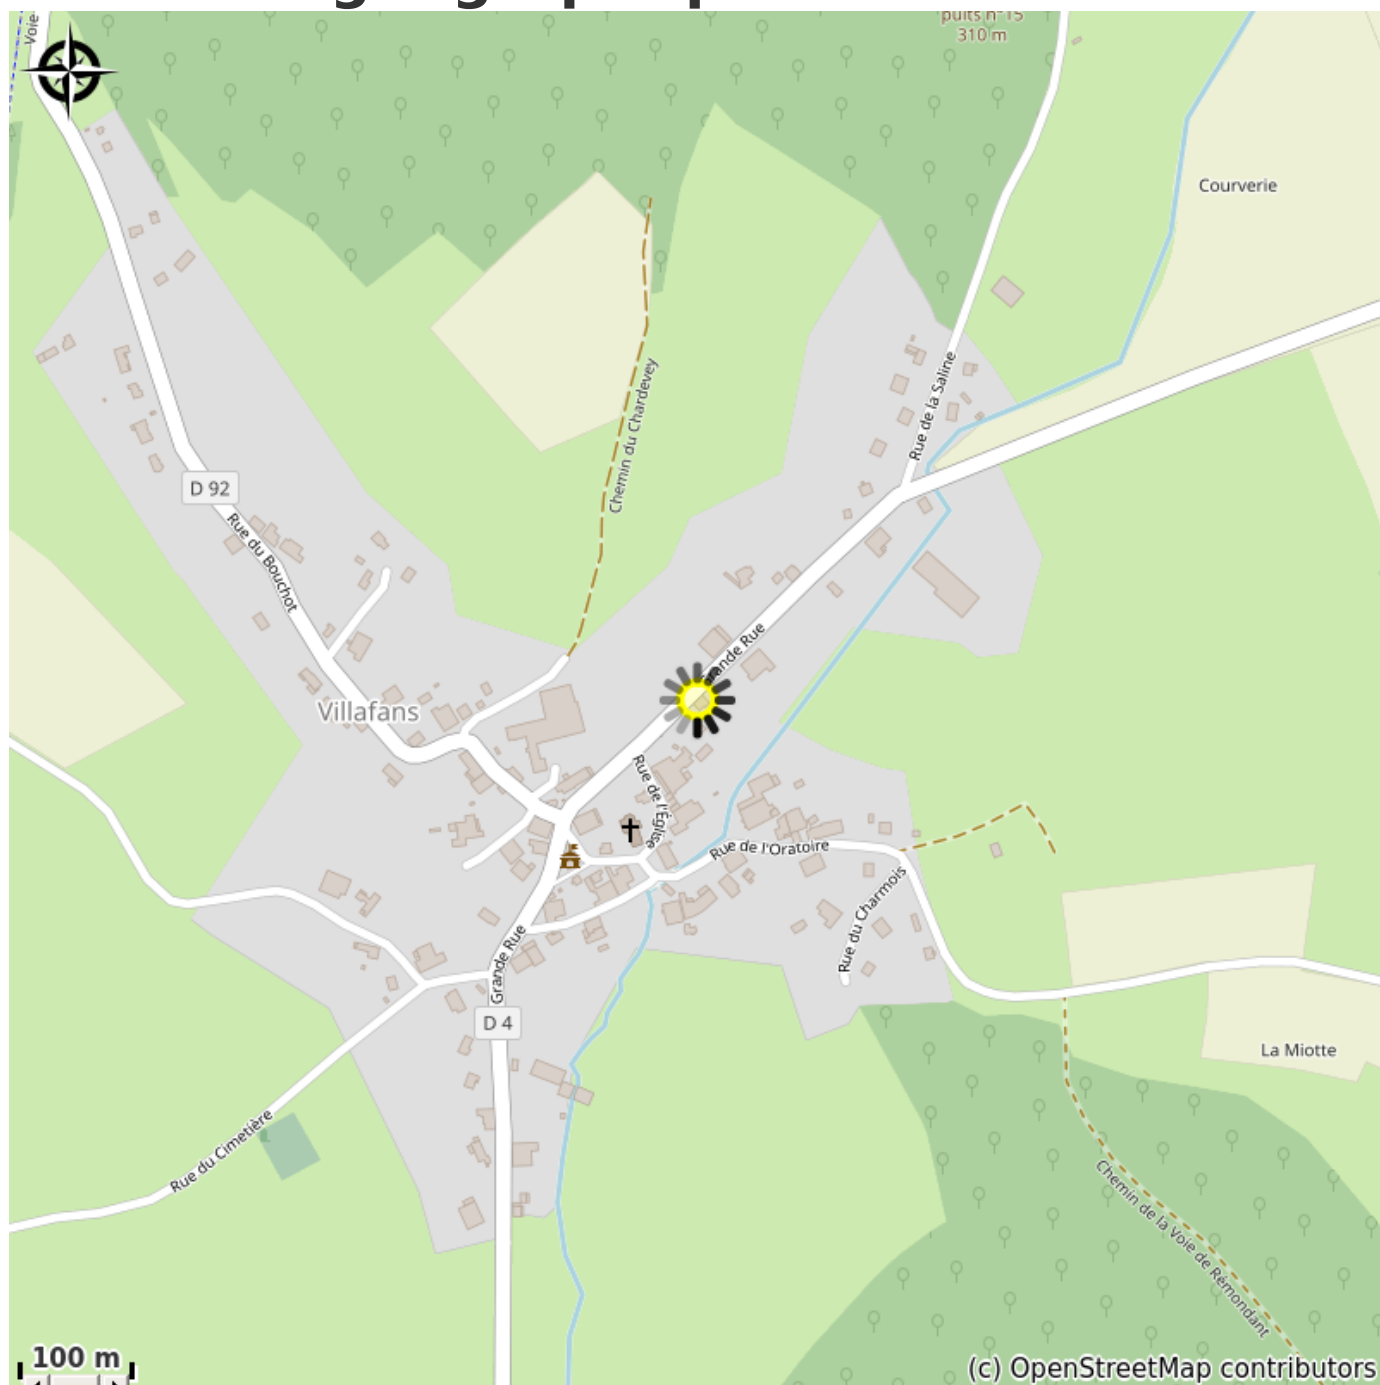 Voie
puits n°15
310 m
Courverie
Chemin du Chardevey
Rue de la Saline
D 92
Rue du Bouchot
Grande Rue
Villafans
Rue de l'Église
Rue de l'Oratoire
Rue du Charmois
Grande Rue
D 4
La Miotte
Rue du Cimetière
Chemin de la Voie de Rémondant
100 m
(c) OpenStreetMap contributors